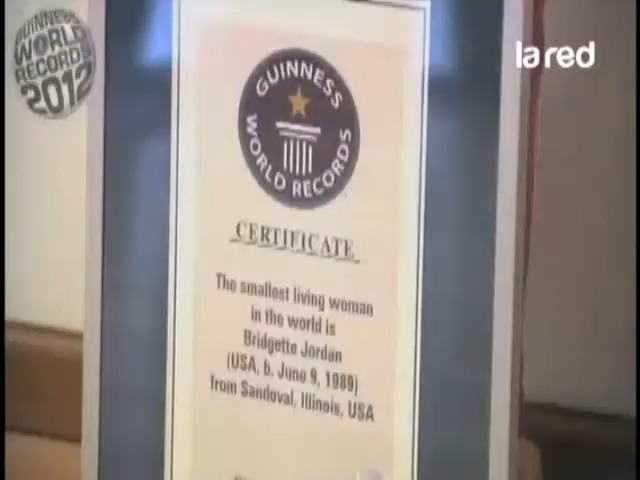 GUINNESS
WORLD
RECORDS
2012
la red
GUINNESS
WORLD RECORDS
CERTIFICATE
The smallest living woman
in the world is
Bridgette Jordan
(USA, b. June 9, 1989)
from Sandoval, Illinois, USA